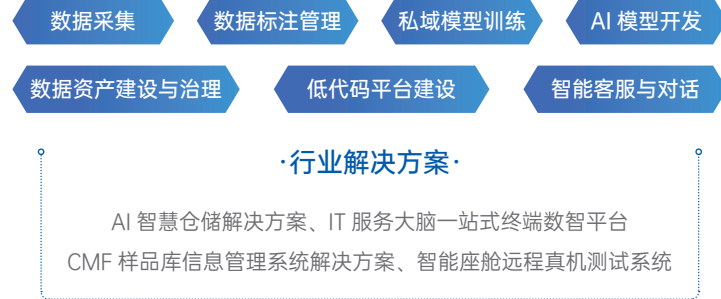 数据采集 数据标注管理 私域模型训练 AI 模型开发
数据资产建设与治理 低代码平台建设 智能客服与对话
·行业解决方案·
AI 智慧仓储解决方案、IT 服务大脑一站式终端数智平台
CMF 样品库信息管理系统解决方案、智能座舱远程真机测试系统